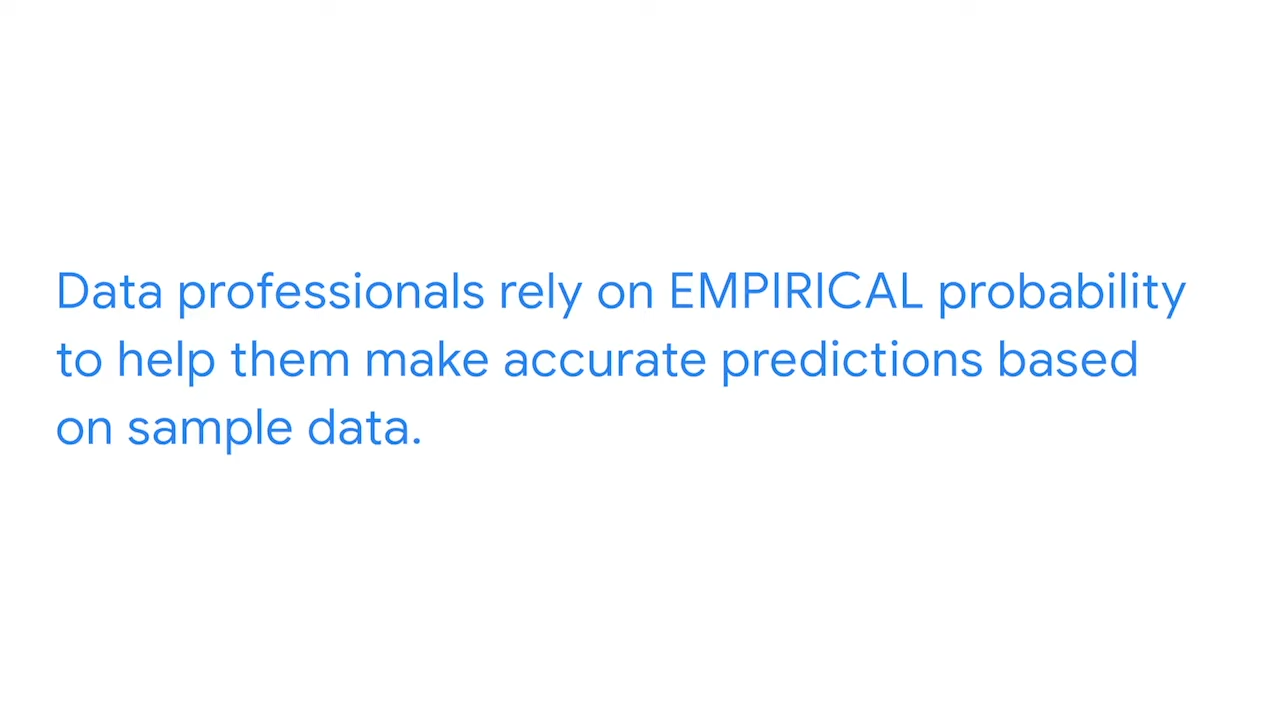 Data professionals rely on EMPIRICAL probability
to help them make accurate predictions based
on sample data.